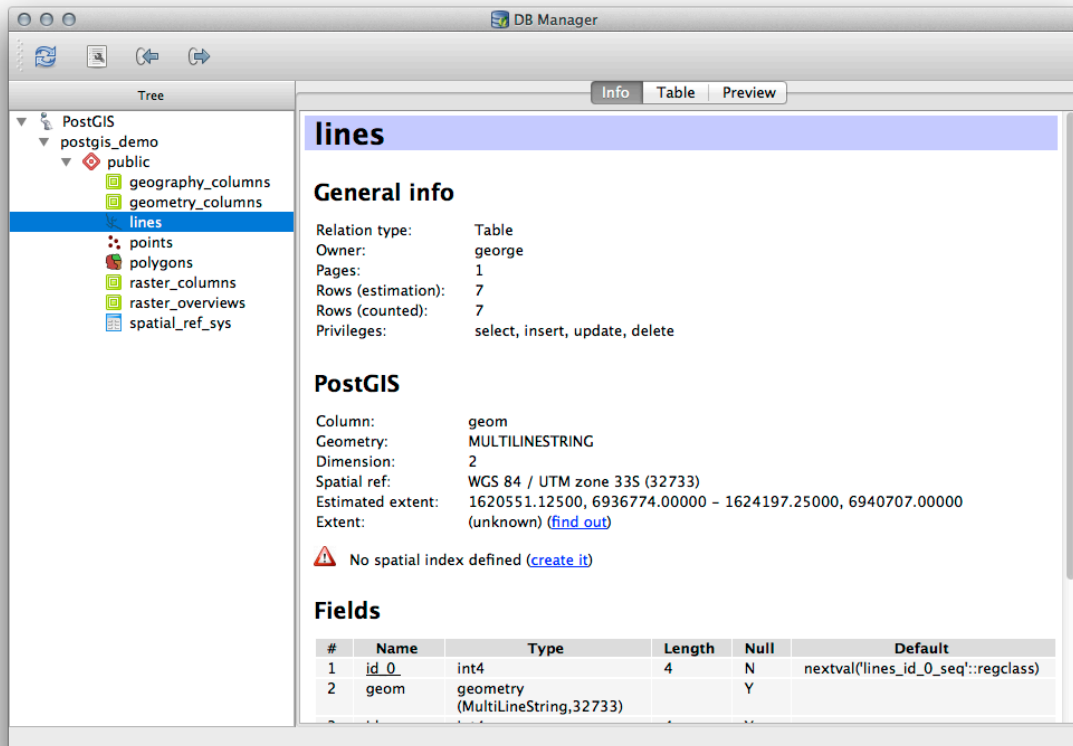 DB Manager
Tree
Info Table Preview
PostGIS
postgis_demo
public
geography_columns
geometry_columns
lines
points
polygons
raster_columns
raster_overviews
spatial_ref_sys
lines
General info
Relation type: Table
Owner: george
Pages: 1
Rows (estimation): 7
Rows (counted): 7
Privileges: select, insert, update, delete
PostGIS
Column: geom
Geometry: MULTILINESTRING
Dimension: 2
Spatial ref: WGS 84 / UTM zone 33S (32733)
Estimated extent: 1620551.12500, 6936774.00000 - 1624197.25000, 6940707.00000
Extent: (unknown) (find out)
No spatial index defined (create it)
Fields
# Name Type Length Null Default
1 id_0 int4 4 N nextval('lines_id_0_seq'::regclass)
2 geom geometry Y
(MultiLineString,32733)